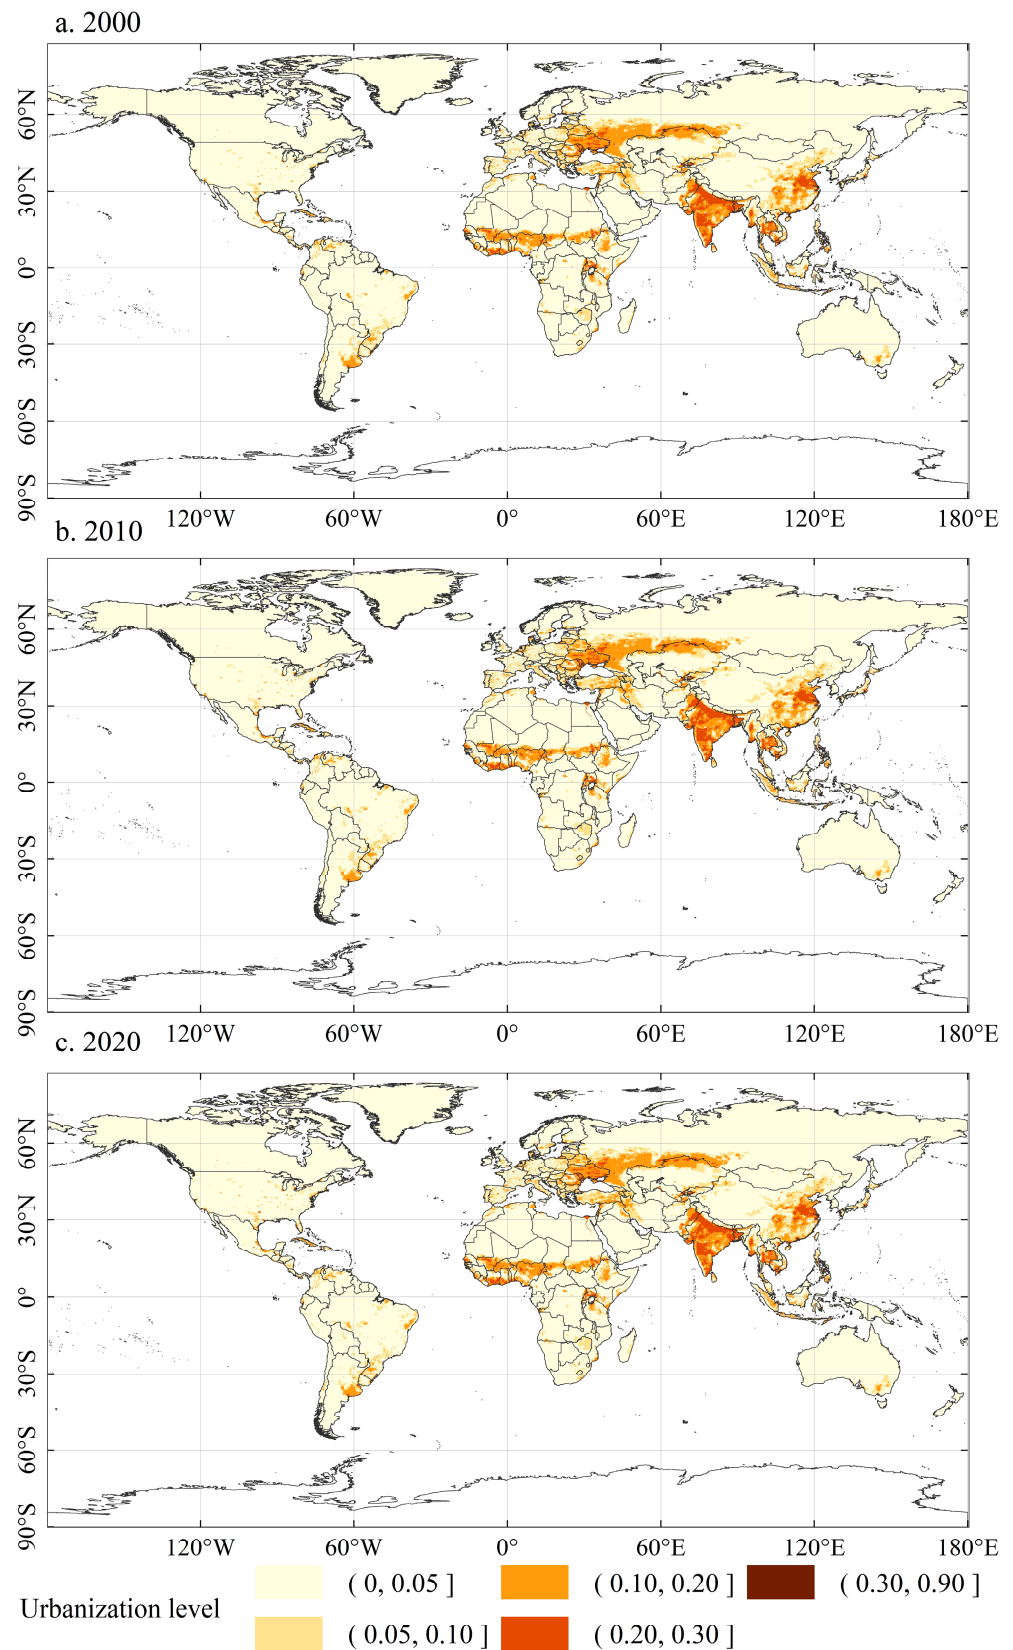 a. 2000
60°N
30°N
0°
30°S
60°S
90°S
120°W 60°W 0° 60°E 120°E 180°E
b. 2010
60°N
30°N
0°
30°S
60°S
90°S
120°W 60°W 0° 60°E 120°E 180°E
c. 2020
60°N
30°N
0°
30°S
60°S
90°S
120°W 60°W 0° 60°E 120°E 180°E
Urbanization level
( 0, 0.05 ] ( 0.10, 0.20 ] ( 0.30, 0.90 ]
( 0.05, 0.10 ] ( 0.20, 0.30 ]